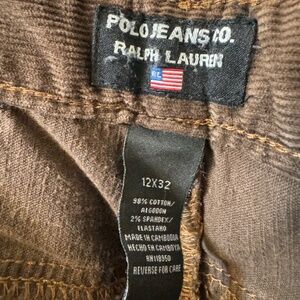 POLO JEANS CO.
RALPH LAUREN
R.L.
12X32
98% COTTON/
ALGODON
2% SPANDEX/
ELASTANO
MADE IN CAMBODIA
HECHO EN CAMBOYA
RN118950
REVERSE FOR CARE